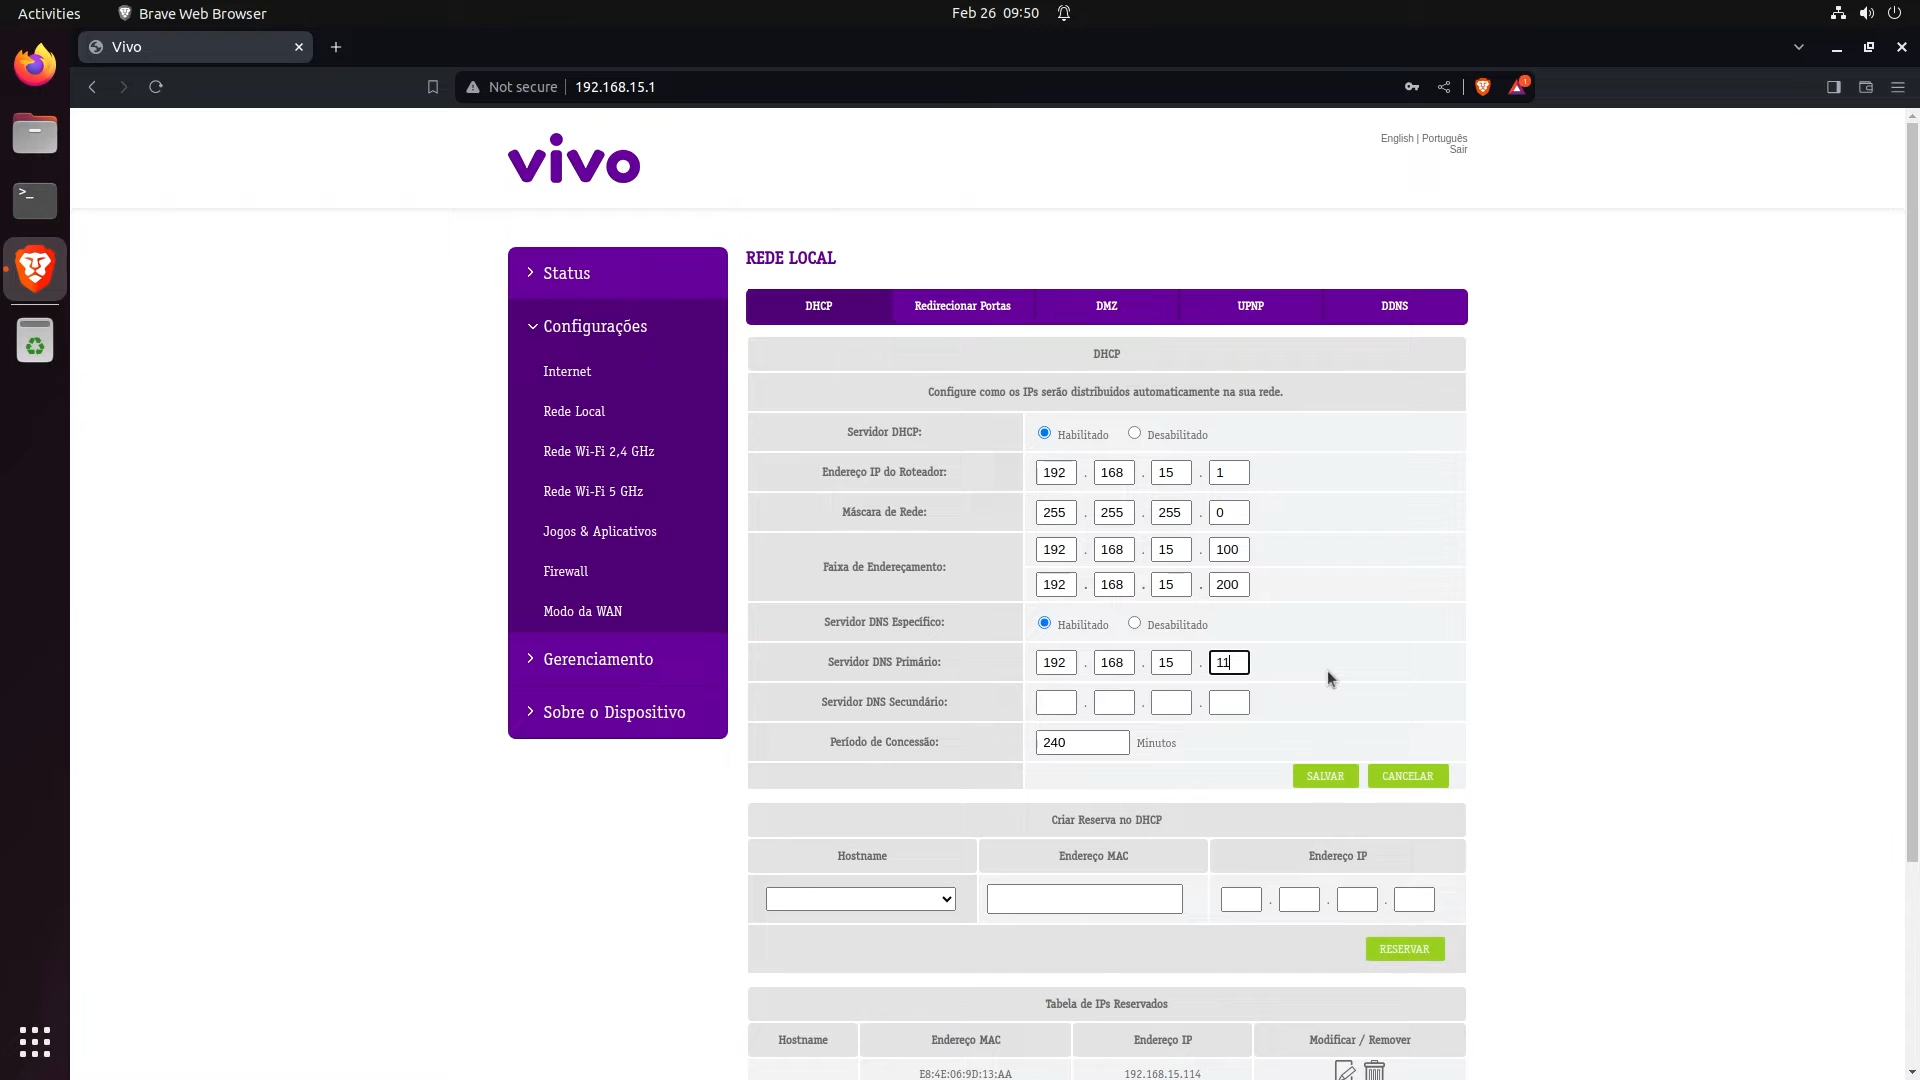 Activities
Brave Web Browser
Feb 26 09:50
Vivo
Not secure
192.168.15.1
1
>_
vivo
English | Português
Sair
Status
Configurações
Internet
Rede Local
Rede Wi-Fi 2,4 GHz
Rede Wi-Fi 5 GHz
Jogos & Aplicativos
Firewall
Modo da WAN
Gerenciamento
Sobre o Dispositivo
REDE LOCAL
DHCP Redirecionar Portas DMZ UPNP DDNS
DHCP
Configure como os IPs serão distribuidos automaticamente na sua rede.
Servidor DHCP: Habilitado Desabilitado
Endereço IP do Roteador: 192 . 168 . 15 . 1
Máscara de Rede: 255 . 255 . 255 . 0
Faixa de Endereçamento:
192 . 168 . 15 . 100
192 . 168 . 15 . 200
Servidor DNS Específico: Habilitado Desabilitado
Servidor DNS Primário: 192 . 168 . 15 . 11
Servidor DNS Secundário: . . .
Período de Concessão: 240 Minutos
SALVAR CANCELAR
Criar Reserva no DHCP
Hostname Endereço MAC Endereço IP
. . .
RESERVAR
Tabela de IPs Reservados
Hostname Endereço MAC Endereço IP Modificar / Remover
E8:4E:06:9D:13:AA 192.168.15.114